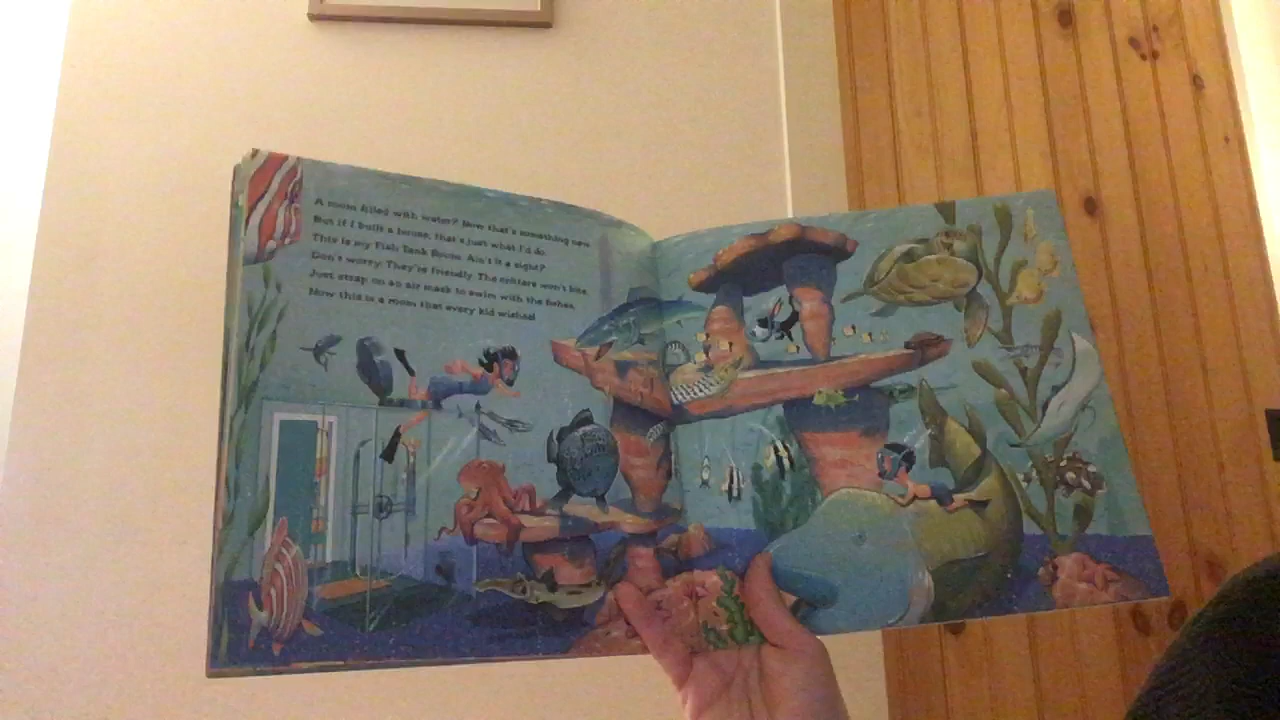 A room filled with water? Now that's something new
But if I built a house, that's just what I'd do.
This is my Fish Tank Room. Ain't it a sight?
Don't worry. They're friendly. The critters won't bite.
Just strap on an air mask to swim with the fishes.
Now this is a room that every kid wishes!